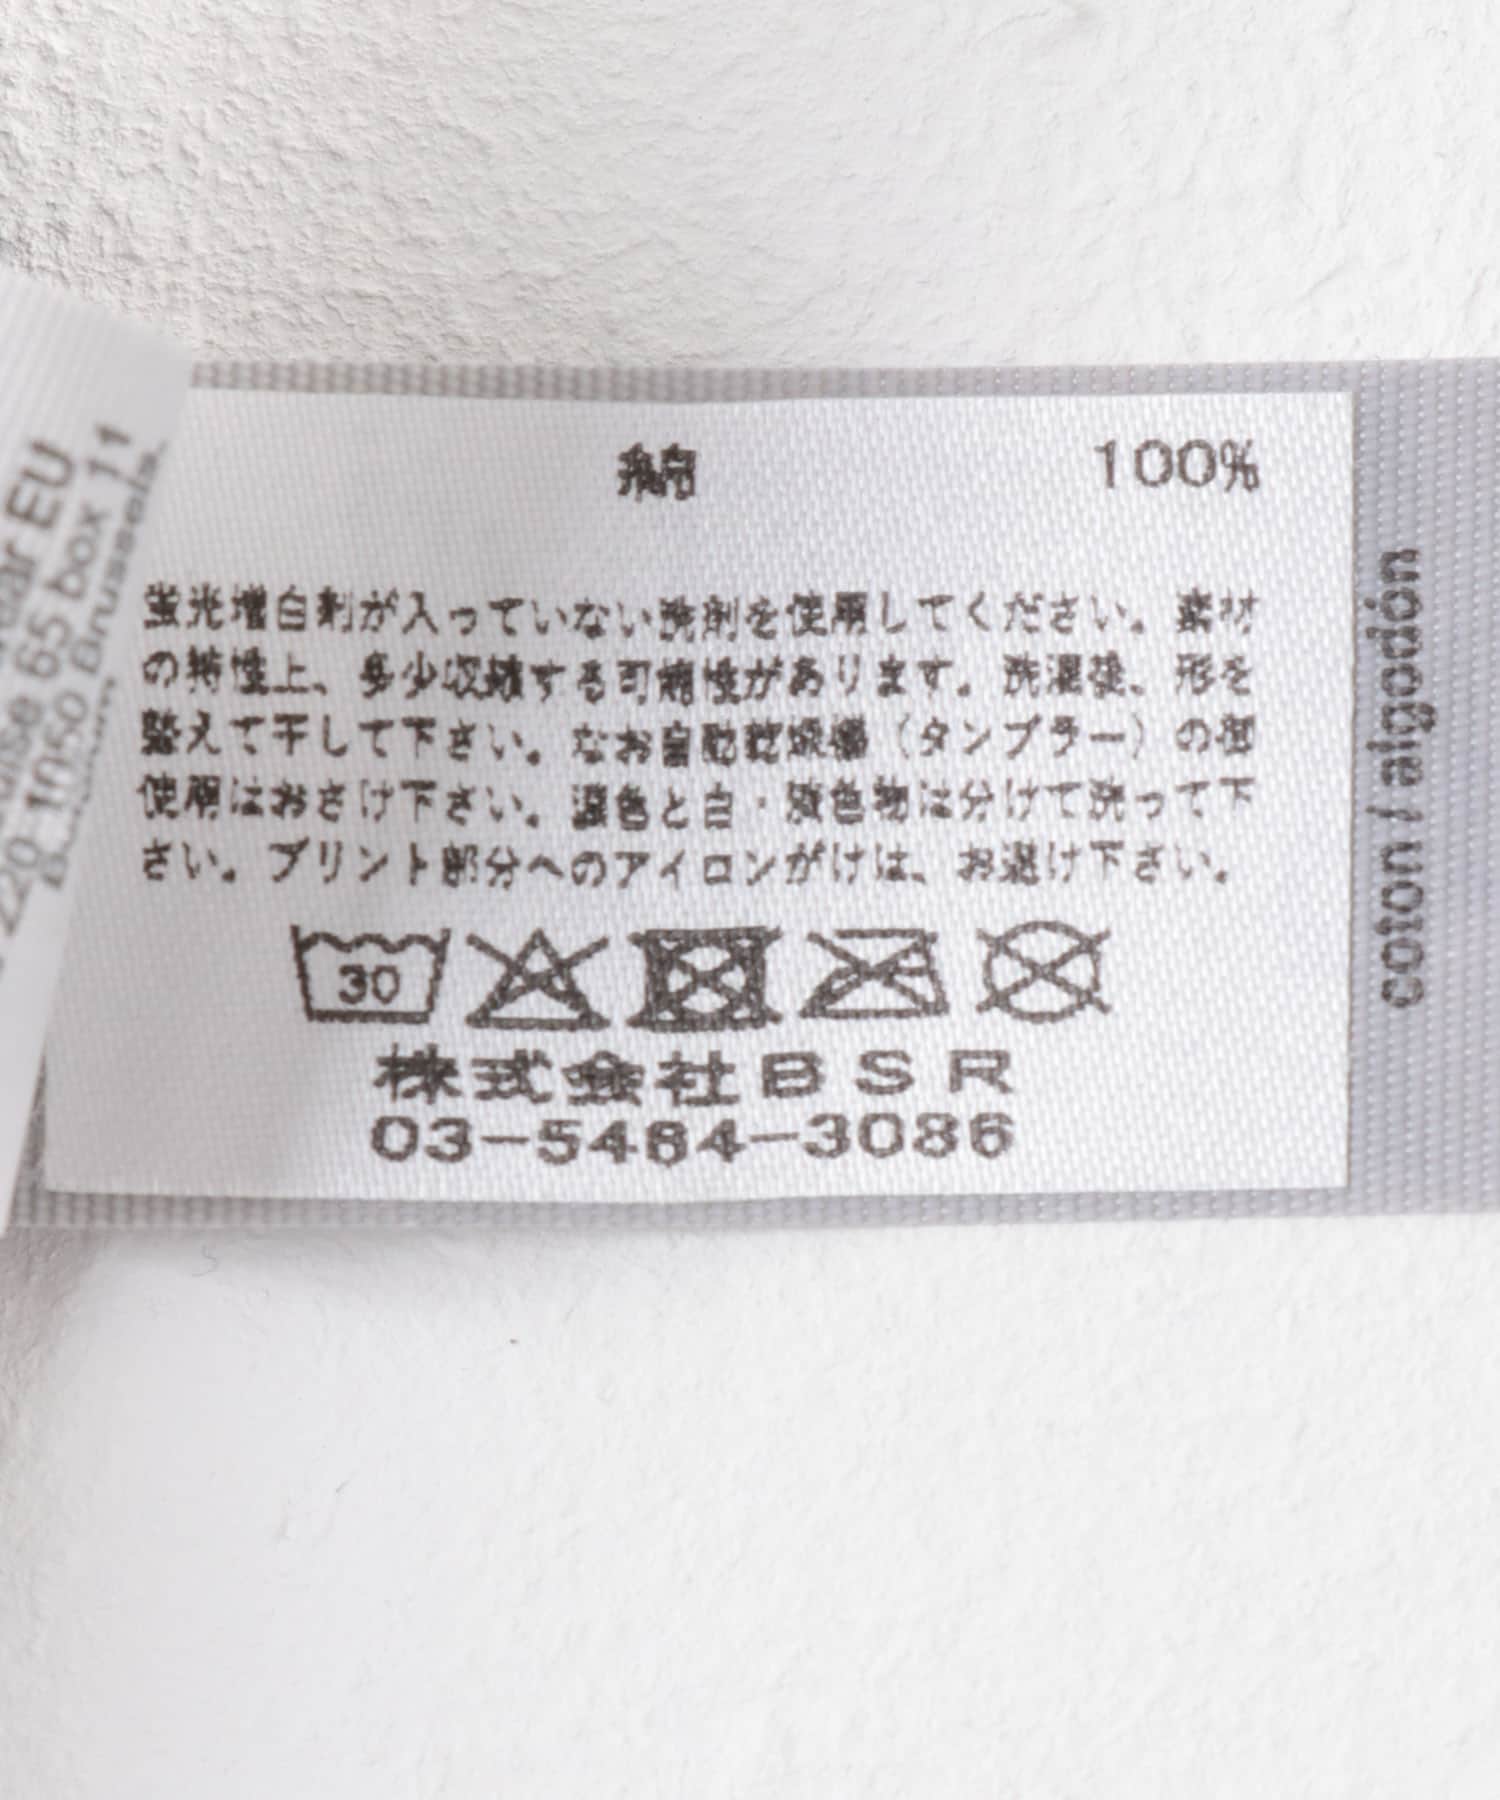 綿 100%
蛍光増白剤が入っていない洗剤を使用してください。素材
の特性上、多少収縮する可能性があります。洗濯後、形を
整えて干して下さい。なお自動乾燥機（タンブラー）の御
使用はおさけ下さい。濃色と白・淡色物は分けて洗って下
さい。プリント部分へのアイロンがけは、お避け下さい。
30
株式会社BSR
03-5464-3086
coton / algodón
ear EU
65 box 11
1050 Brussels,